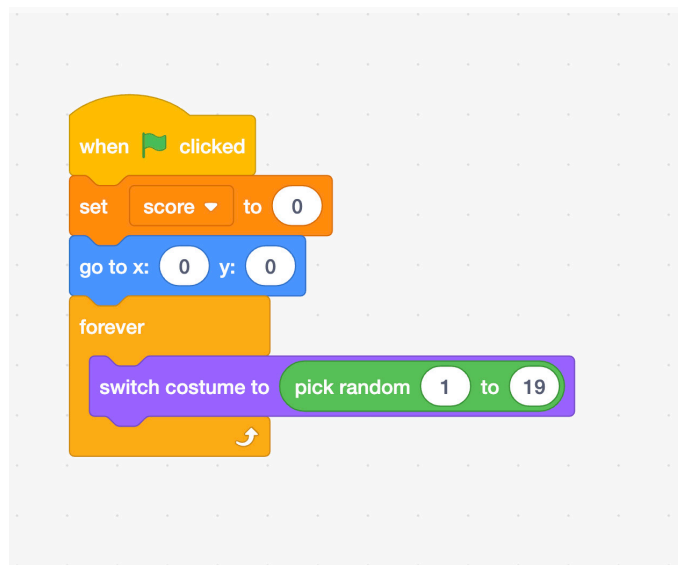 when clicked
set score to 0
go to x: 0 y: 0
forever
switch costume to pick random 1 to 19